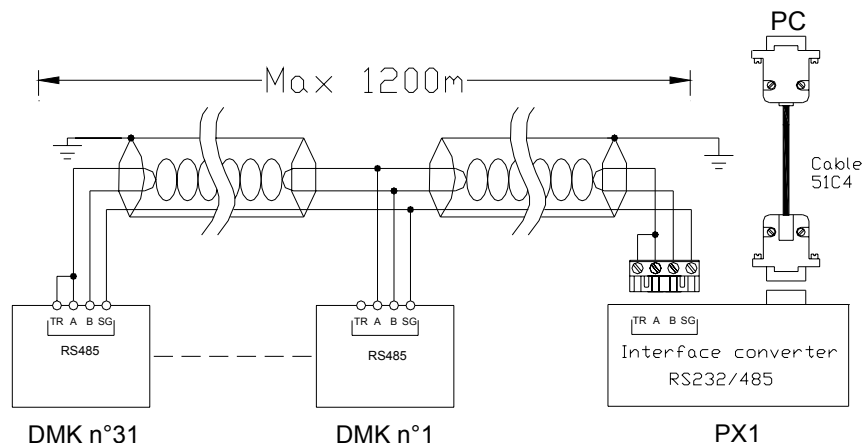 PC
Max 1200m
Cable
51C4
TR A B SG
RS485
TR A B SG
RS485
TR A B SG
Interface converter
RS232/485
DMK n°31
DMK n°1
PX1